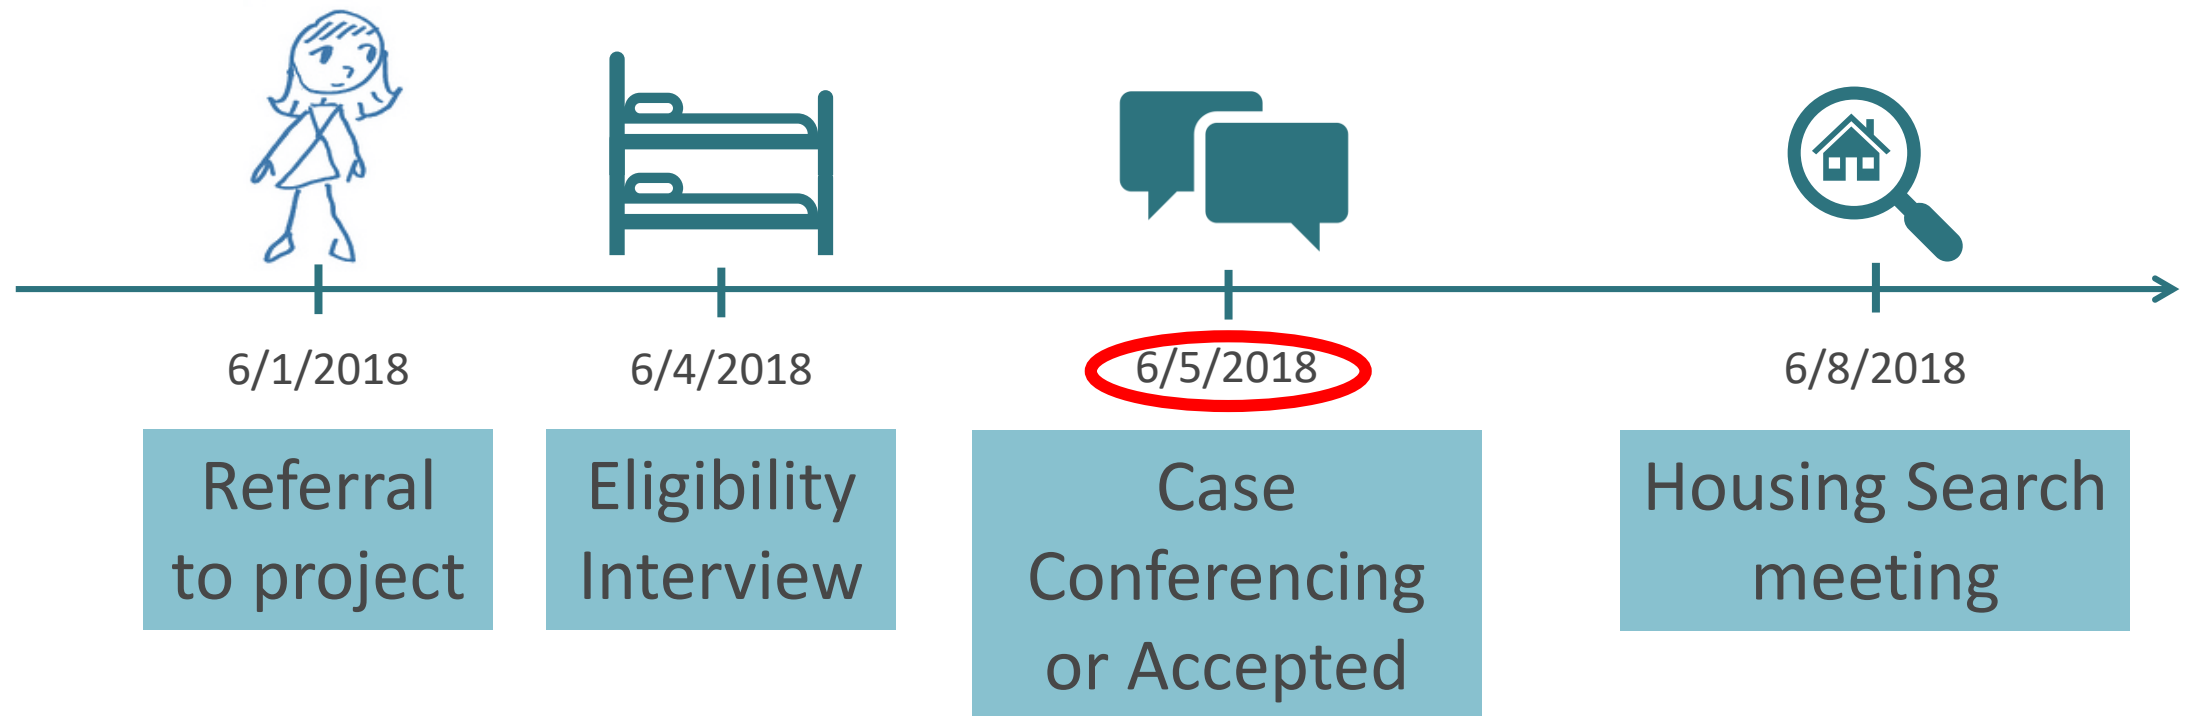 6/1/2018
6/4/2018
6/5/2018
6/8/2018
Referral
to project
Eligibility
Interview
Case
Conferencing
or Accepted
Housing Search
meeting